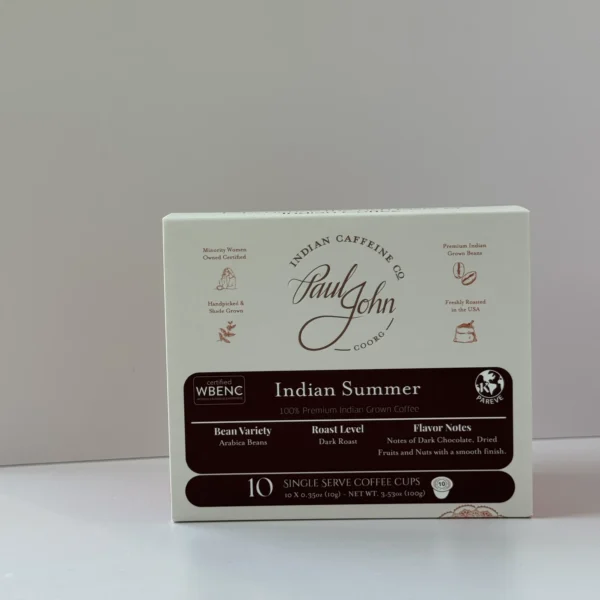 INDIAN CAFFEINE CO
Paul John
COORG
Minority Women
Owned Certified
Handpicked &
Shade Grown
Premium Indian
Grown Beans
Freshly Roasted
in the USA
certified
WBENC
Indian Summer
100% Premium Indian Grown Coffee
K
PAREVE
Bean Variety
Arabica Beans
Roast Level
Dark Roast
Flavor Notes
Notes of Dark Chocolate, Dried
Fruits and Nuts with a smooth finish.
10 SINGLE SERVE COFFEE CUPS
10 X 0.35oz (10g) - NET WT. 3.53oz (100g)
10